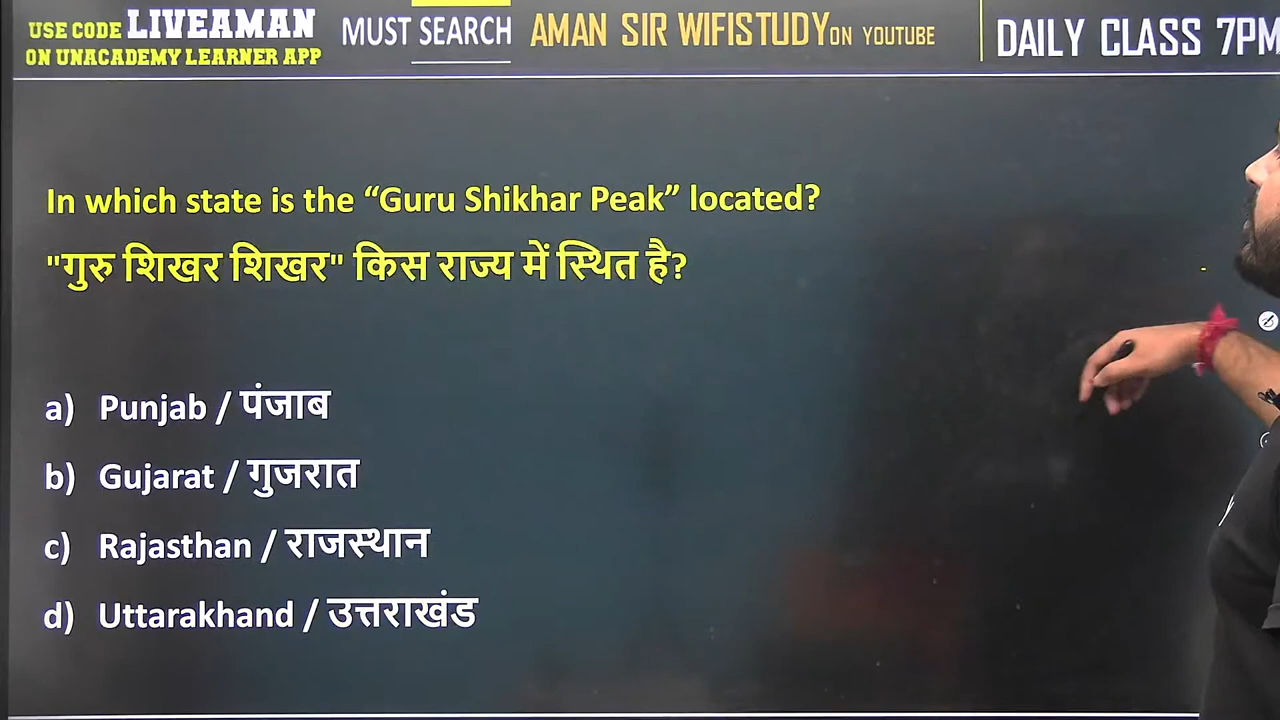 USE CODE LIVEAMAN
ON UNACADEMY LEARNER APP
MUST SEARCH
AMAN SIR WIFISTUDY ON YOUTUBE
DAILY CLASS 7PM
In which state is the “Guru Shikhar Peak” located?
"गुरु शिखर शिखर" किस राज्य में स्थित है?
a) Punjab / पंजाब
b) Gujarat / गुजरात
c) Rajasthan / राजस्थान
d) Uttarakhand / उत्तराखंड